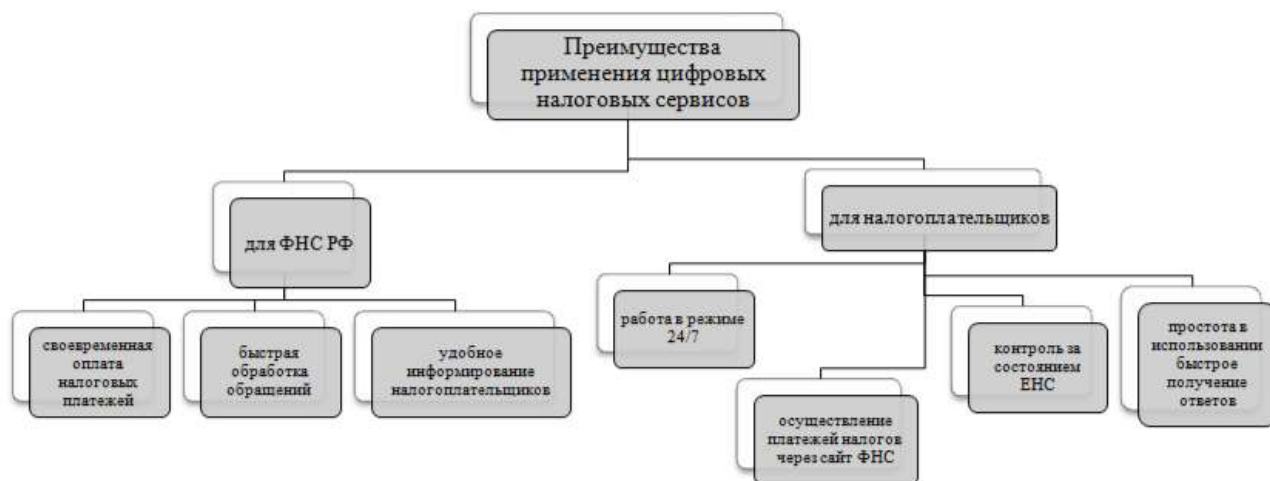 Преимущества
применения цифровых
налоговых сервисов
для ФНС РФ
для налогоплательщиков
своевременная
оплата
налоговых
платежей
быстрая
обработка
обращений
удобное
информирование
налогоплательщиков
работа в режиме
24/7
осуществление
платежей налогов
через сайт ФНС
контроль за
состоянием
ЕНС
простота в
использовании
быстрое
получение
ответов